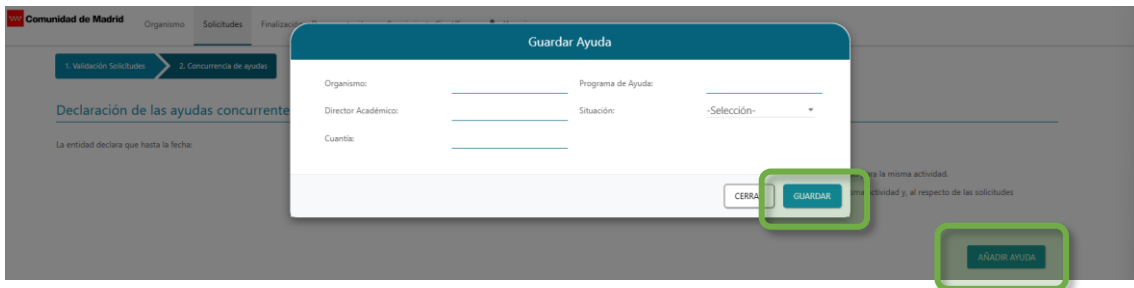 Comunidad de Madrid
Organismo Solicitudes
Guardar Ayuda
1. Validación Solicitudes 2. Concurrencia de ayudas
Organismo: Programa de Ayuda:
Declaración de las ayudas concurrente
Director Académico: Situación: -Selección-
Cuantía:
La entidad declara que hasta la fecha:
la misma actividad.
actividad y, al respecto de las solicitudes
CERRA GUARDAR
AÑADIR AYUDA